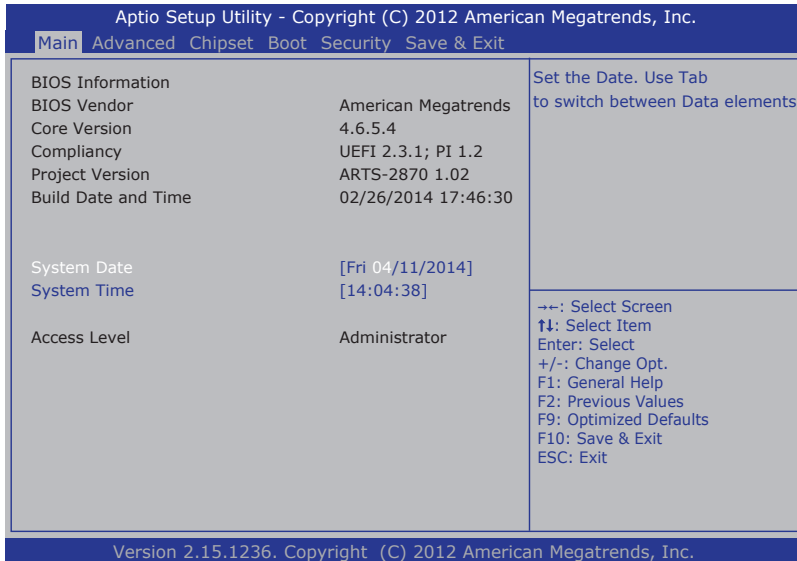 Aptio Setup Utility - Copyright (C) 2012 American Megatrends, Inc.
Main Advanced Chipset Boot Security Save & Exit
BIOS Information
BIOS Vendor American Megatrends
Core Version 4.6.5.4
Compliancy UEFI 2.3.1; PI 1.2
Project Version ARTS-2870 1.02
Build Date and Time 02/26/2014 17:46:30
System Date [Fri 04/11/2014]
System Time [14:04:38]
Access Level Administrator
Set the Date. Use Tab
to switch between Data elements
→←: Select Screen
↑↓: Select Item
Enter: Select
+/-: Change Opt.
F1: General Help
F2: Previous Values
F9: Optimized Defaults
F10: Save & Exit
ESC: Exit
Version 2.15.1236. Copyright (C) 2012 American Megatrends, Inc.